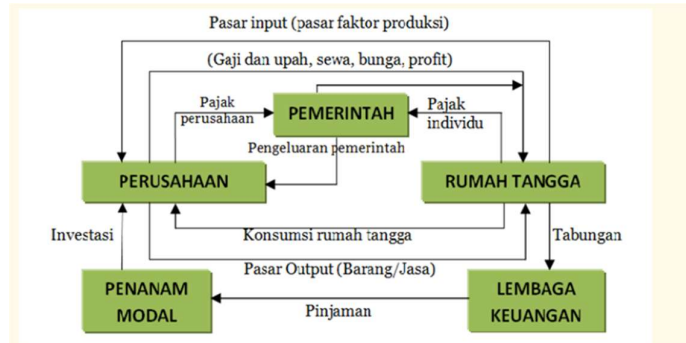 Pasar input (pasar faktor produksi)
(Gaji dan upah, sewa, bunga, profit)
Pajak
perusahaan
PEMERINTAH
Pajak
individu
Pengeluaran pemerintah
PERUSAHAAN
RUMAH TANGGA
Investasi
Konsumsi rumah tangga
Tabungan
Pasar Output (Barang/Jasa)
PENANAM
MODAL
Pinjaman
LEMBAGA
KEUANGAN